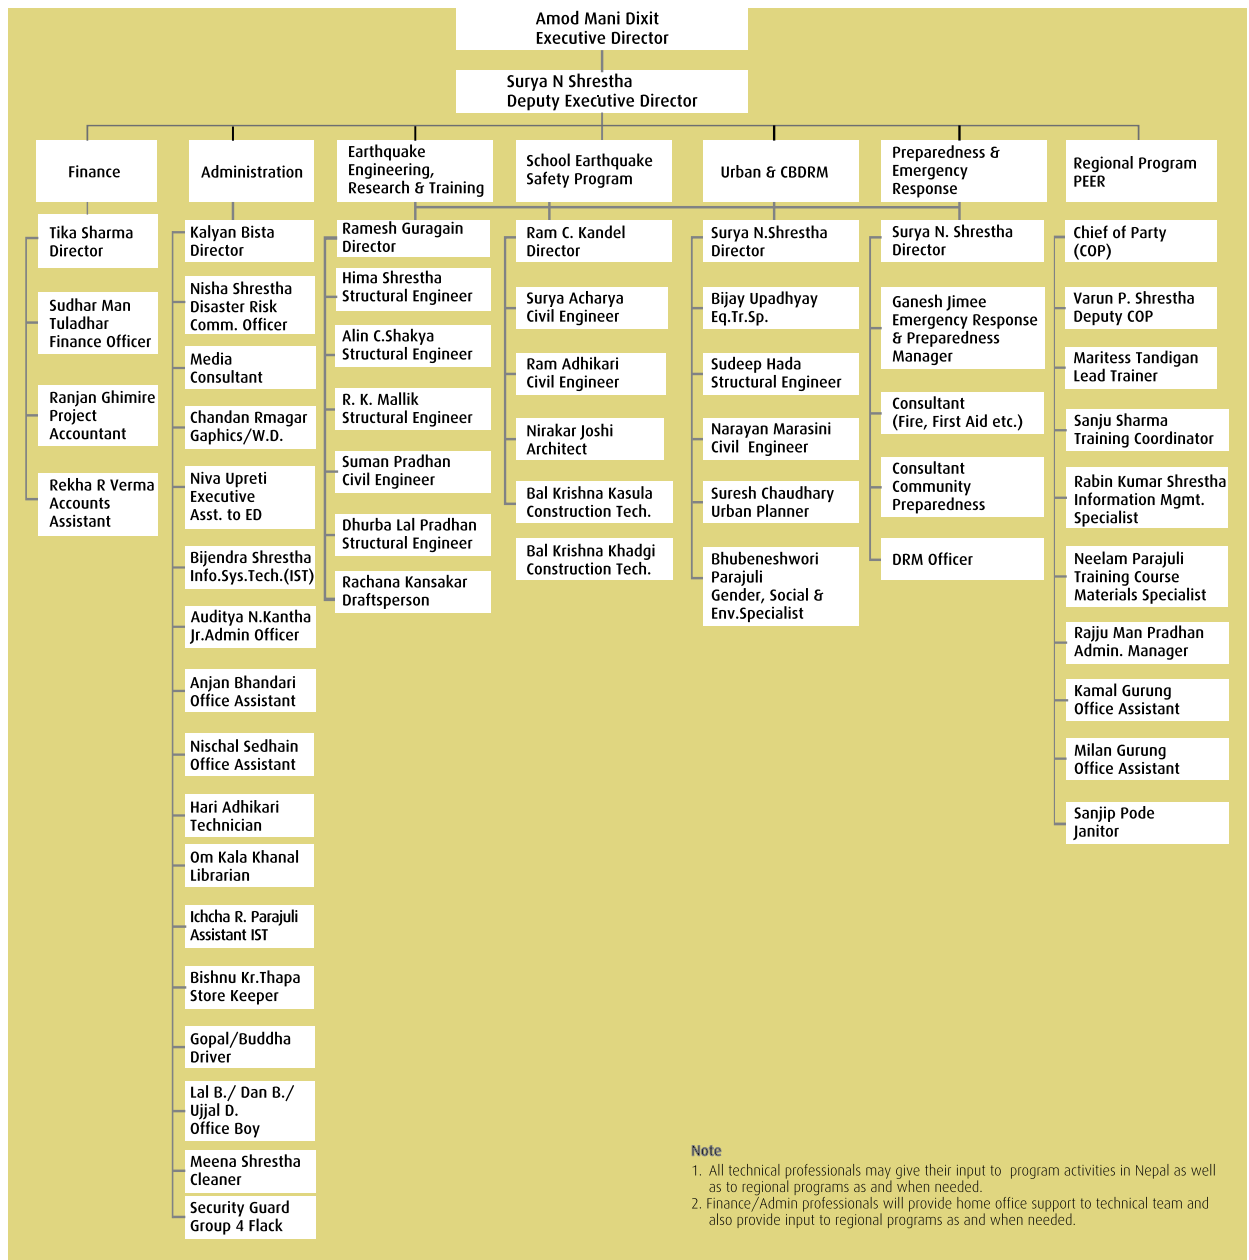 Amod Mani Dixit
Executive Director
Surya N Shrestha
Deputy Executive Director
Finance
Administration
Earthquake
Engineering,
Research & Training
School Earthquake
Safety Program
Urban & CBDRM
Preparedness &
Emergency
Response
Regional Program
PEER
Tika Sharma
Director
Sudhar Man
Tuladhar
Finance Officer
Ranjan Ghimire
Project
Accountant
Rekha R Verma
Accounts
Assistant
Kalyan Bista
Director
Nisha Shrestha
Disaster Risk
Comm. Officer
Media
Consultant
Chandan Rmagar
Gaphics/W.D.
Niva Upreti
Executive
Asst. to ED
Bijendra Shrestha
Info.Sys.Tech.(IST)
Auditya N.Kantha
Jr.Admin Officer
Anjan Bhandari
Office Assistant
Nischal Sedhain
Office Assistant
Hari Adhikari
Technician
Om Kala Khanal
Librarian
Ichcha R. Parajuli
Assistant IST
Bishnu Kr.Thapa
Store Keeper
Gopal/Buddha
Driver
Lal B./ Dan B./
Ujjal D.
Office Boy
Meena Shrestha
Cleaner
Security Guard
Group 4 Flack
Ramesh Guragain
Director
Hima Shrestha
Structural Engineer
Alin C.Shakya
Structural Engineer
R. K. Mallik
Structural Engineer
Suman Pradhan
Civil Engineer
Dhurba Lal Pradhan
Structural Engineer
Rachana Kansakar
Draftsperson
Ram C. Kandel
Director
Surya Acharya
Civil Engineer
Ram Adhikari
Civil Engineer
Nirakar Joshi
Architect
Bal Krishna Kasula
Construction Tech.
Bal Krishna Khadgi
Construction Tech.
Surya N.Shrestha
Director
Bijay Upadhyay
Eq.Tr.Sp.
Sudeep Hada
Structural Engineer
Narayan Marasini
Civil  Engineer
Suresh Chaudhary
Urban Planner
Bhubeneshwori
Parajuli
Gender, Social &
Env.Specialist
Surya N. Shrestha
Director
Ganesh Jimee
Emergency Response
& Preparedness
Manager
Consultant
(Fire, First Aid etc.)
Consultant
Community
Preparedness
DRM Officer
Chief of Party
(COP)
Varun P. Shrestha
Deputy COP
Maritess Tandigan
Lead Trainer
Sanju Sharma
Training Coordinator
Rabin Kumar Shrestha
Information Mgmt.
Specialist
Neelam Parajuli
Training Course
Materials Specialist
Rajju Man Pradhan
Admin. Manager
Kamal Gurung
Office Assistant
Milan Gurung
Office Assistant
Sanjip Pode
Janitor
Note
1. All technical professionals may give their input to program activities in Nepal as well
as to regional programs as and when needed.
2. Finance/Admin professionals will provide home office support to technical team and
also provide input to regional programs as and when needed.